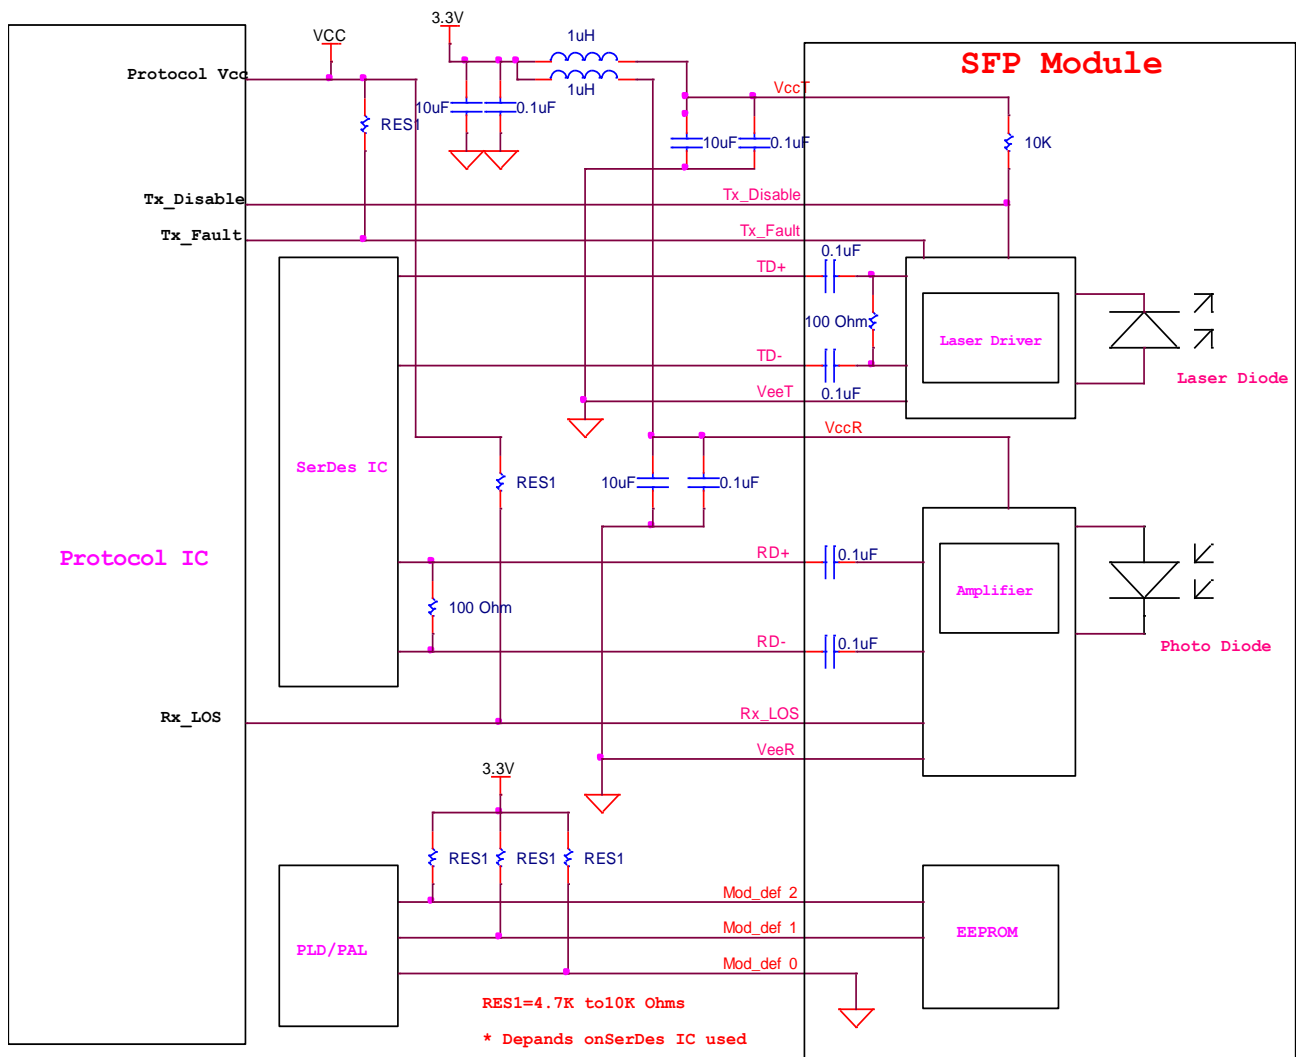 3.3V
VCC
1uH
SFP Module
Protocol Vcc
1uH
VccT
10uF
0.1uF
RES1
10uF
0.1uF
10K
Tx_Disable
Tx_Disable
Tx_Fault
Tx_Fault
0.1uF
TD+
100 Ohm
Laser Driver
TD-
Laser Diode
VeeT
0.1uF
VccR
SerDes IC
RES1
10uF
0.1uF
Protocol IC
RD+
0.1uF
Amplifier
100 Ohm
RD-
0.1uF
Photo Diode
Rx_LOS
Rx_LOS
VeeR
3.3V
RES1
RES1
RES1
Mod_def 2
Mod_def 1
EEPROM
PLD/PAL
Mod_def 0
RES1=4.7K to10K Ohms
* Depands onSerDes IC used